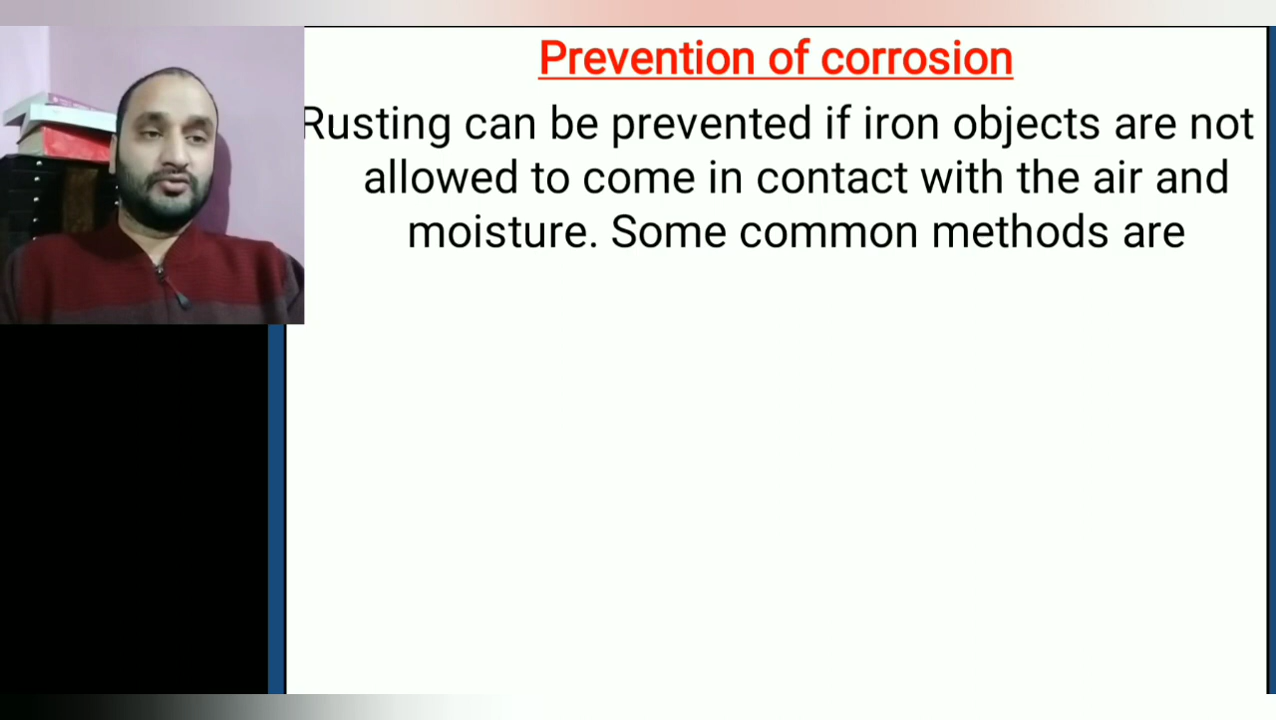 Prevention of corrosion
Rusting can be prevented if iron objects are not
allowed to come in contact with the air and
moisture. Some common methods are